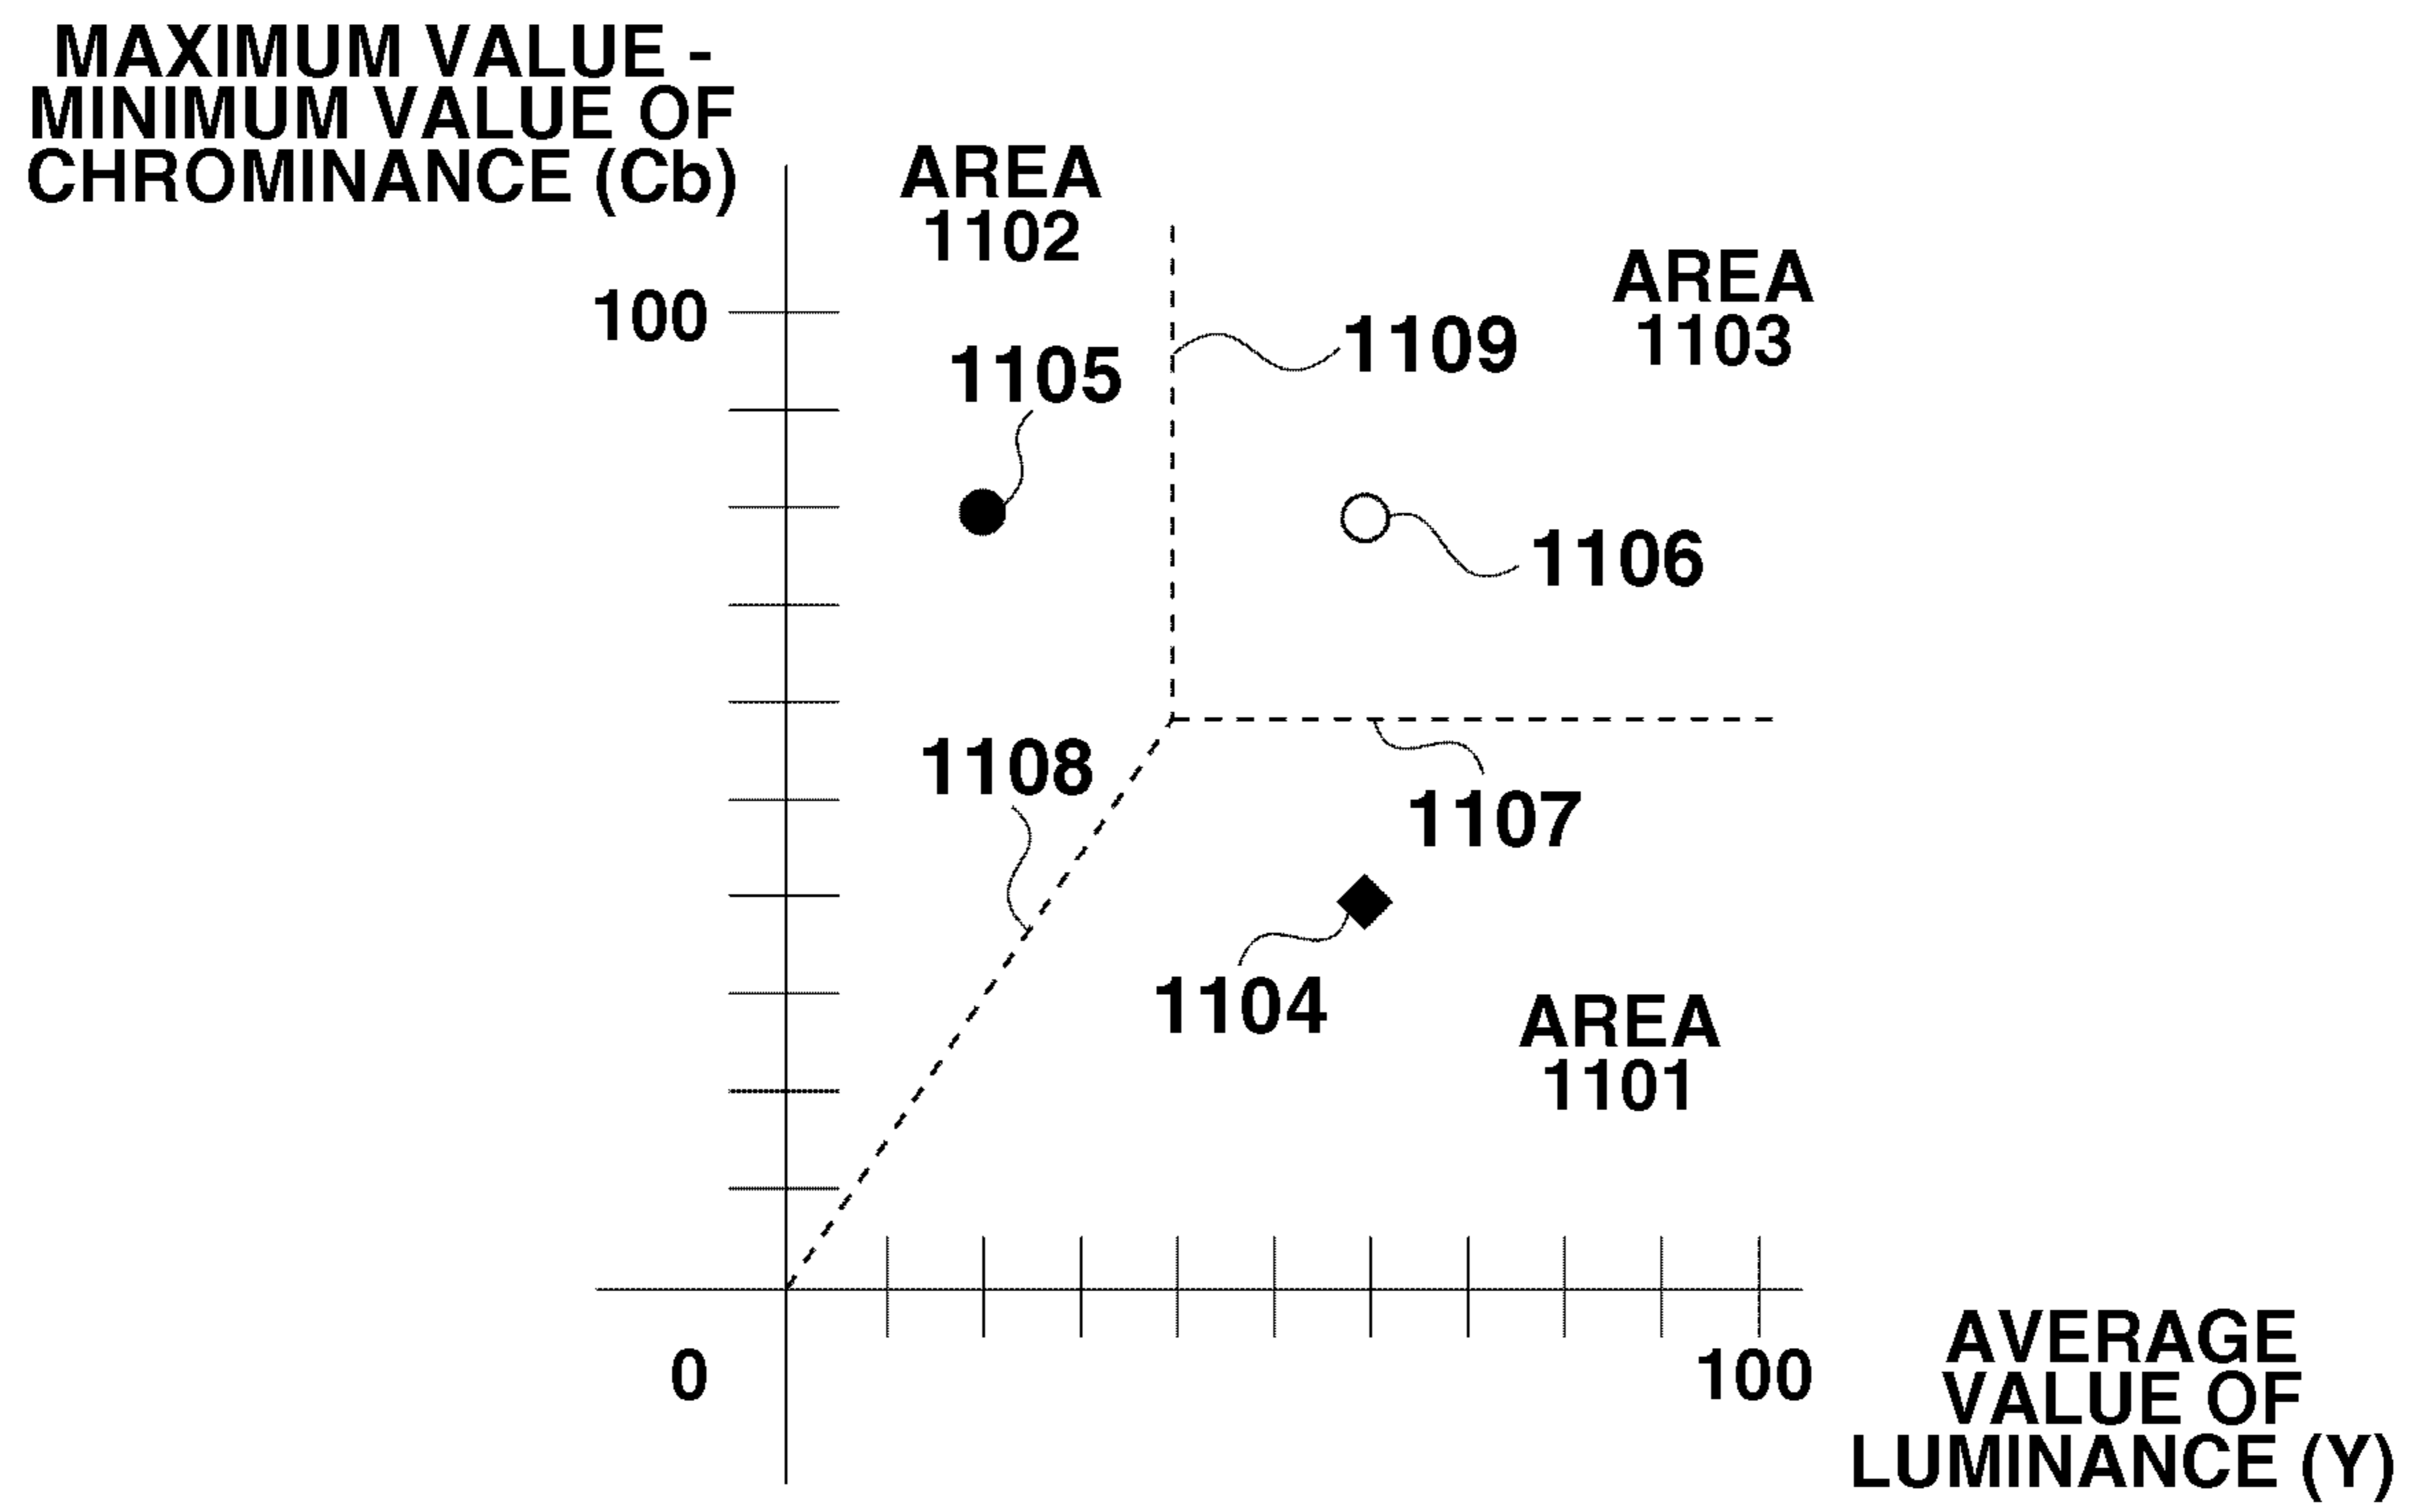 MAXIMUM VALUE -
MINIMUM VALUE OF
CHROMINANCE (Cb)
AREA
1102
AREA
1103
100
1109
1105
1106
1108
1107
1104
AREA
1101
0
100
AVERAGE
VALUE OF
LUMINANCE (Y)